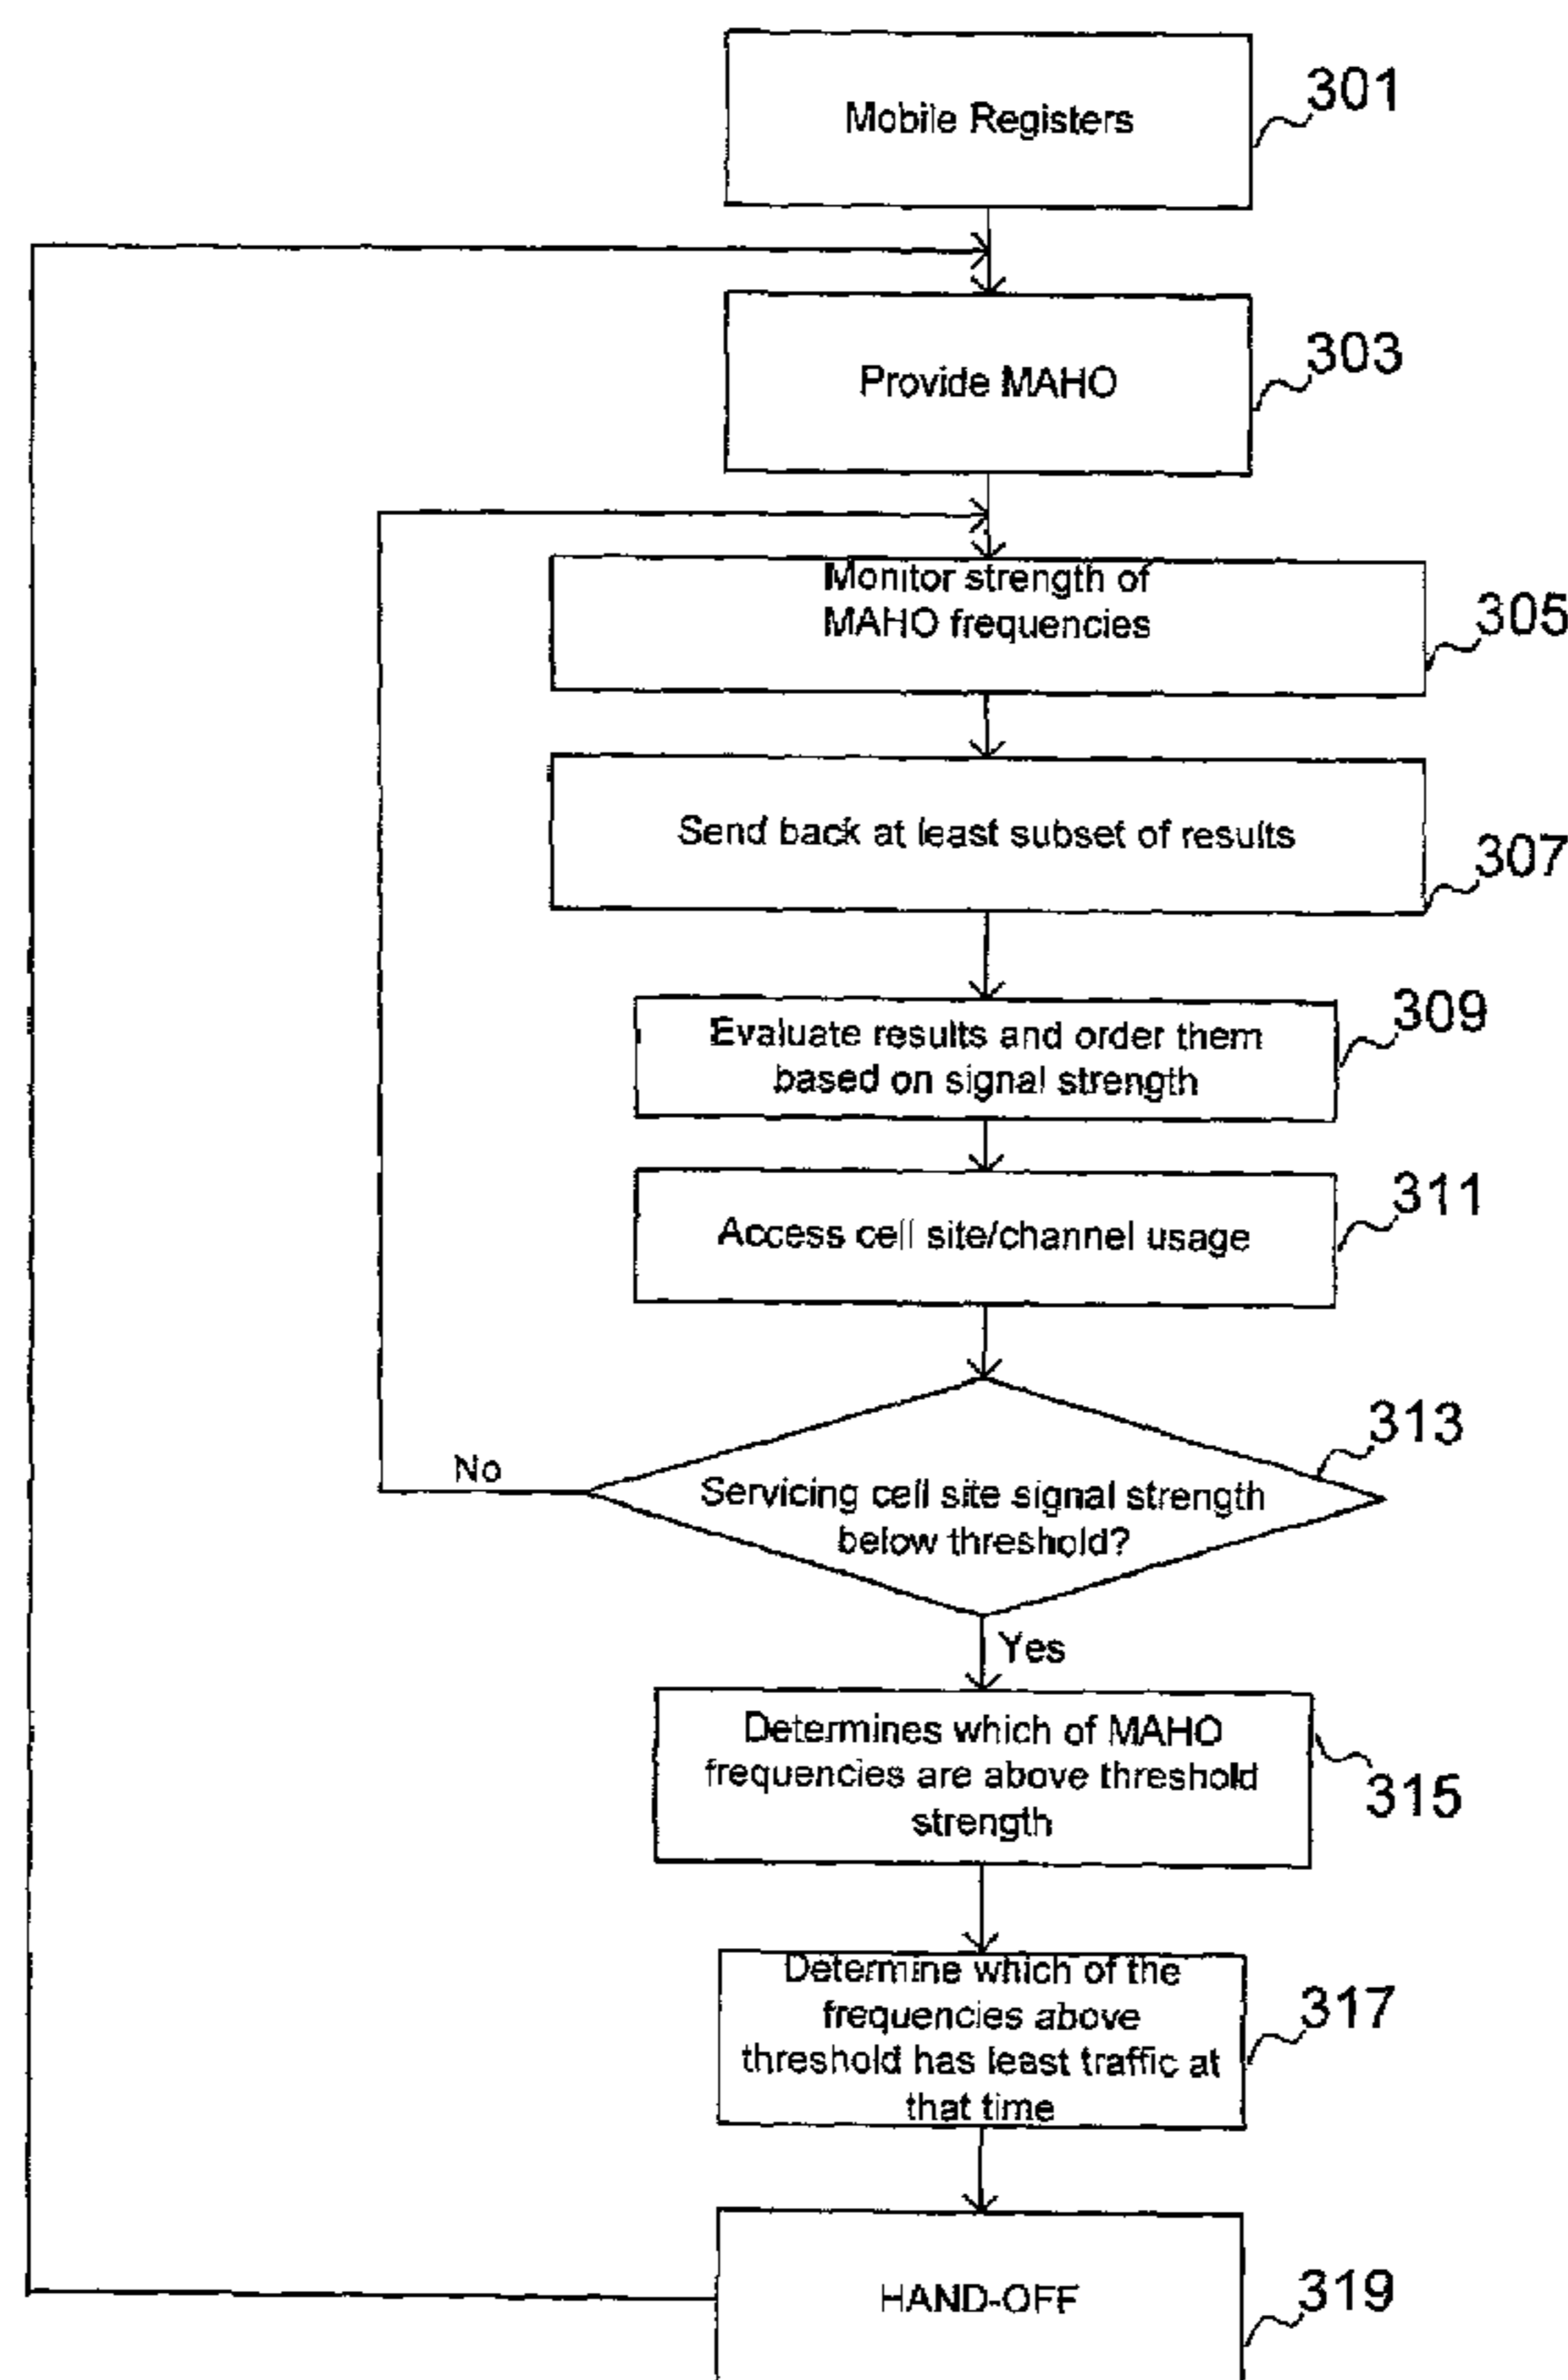 Mobile Registers
301
Provide MAHO
303
Monitor strength of
MAHO frequencies
305
Send back at least subset of results
307
Evaluate results and order them
based on signal strength
309
Access cell site/channel usage
311
Servicing cell site signal strength
below threshold?
313
No
Yes
Determines which of MAHO
frequencies are above threshold
strength
315
Determine which of the
frequencies above
threshold has least traffic at
that time
317
HAND-OFF
319